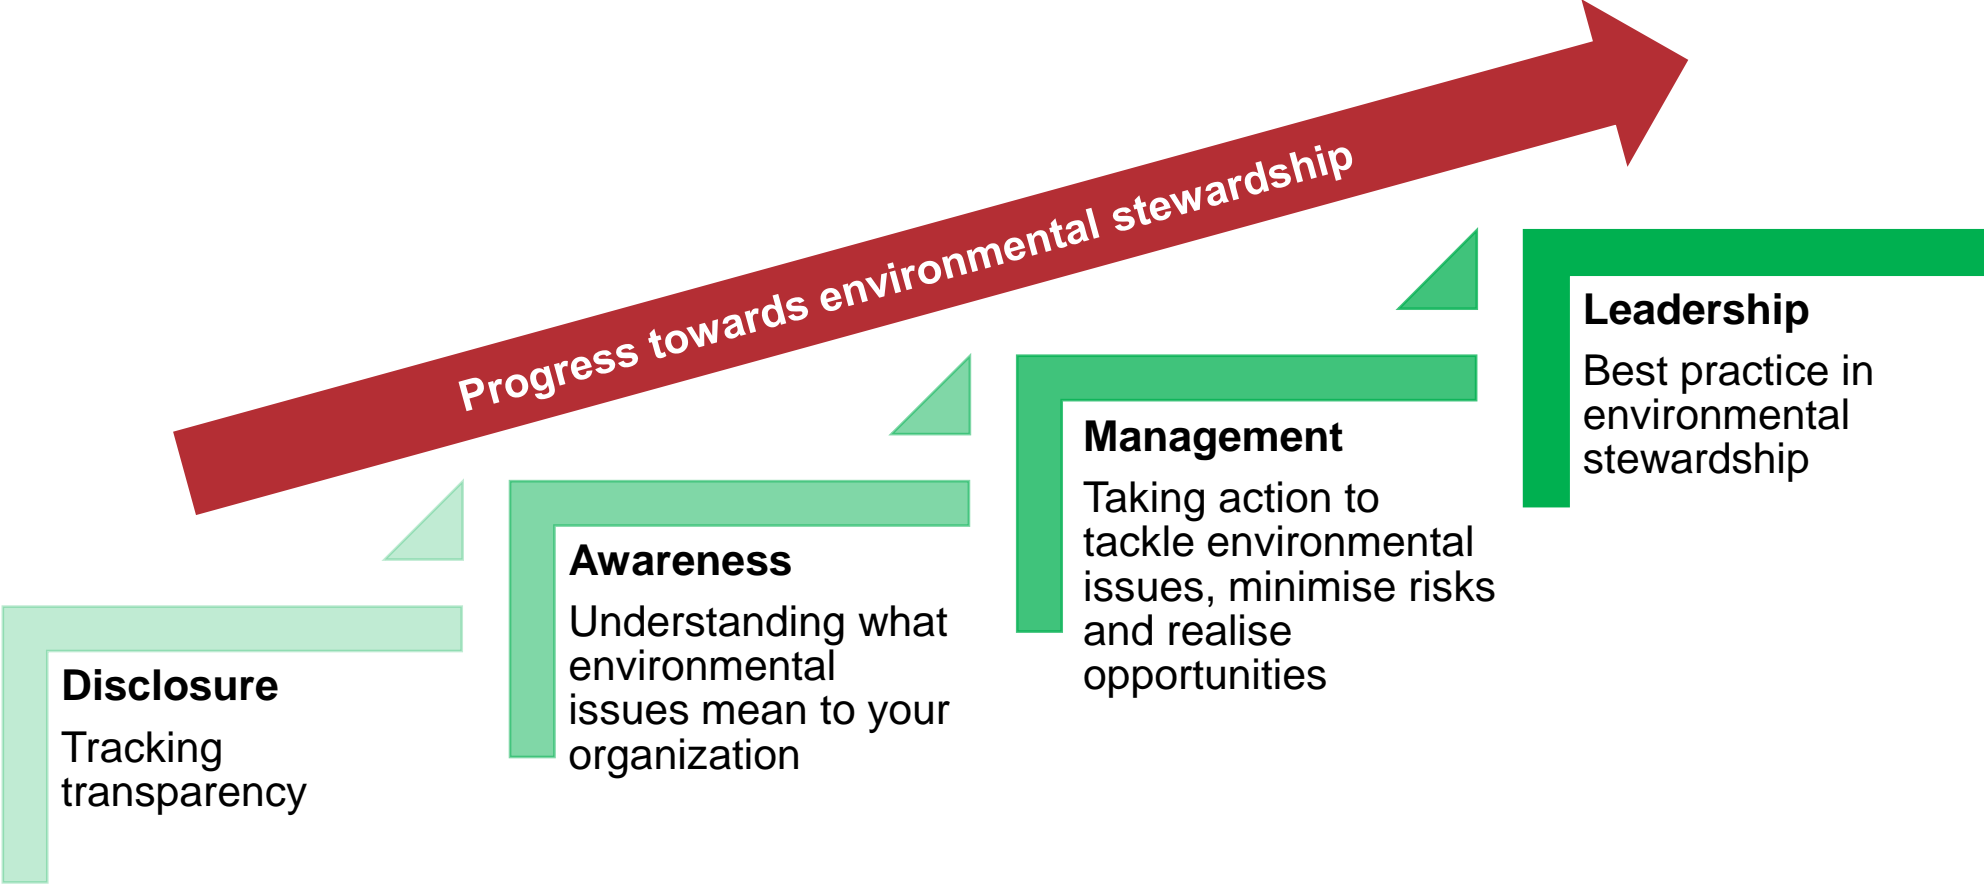 Progress towards environmental stewardship
Disclosure
Tracking
transparency
Awareness
Understanding what
environmental
issues mean to your
organization
Management
Taking action to
tackle environmental
issues, minimise risks
and realise
opportunities
Leadership
Best practice in
environmental
stewardship